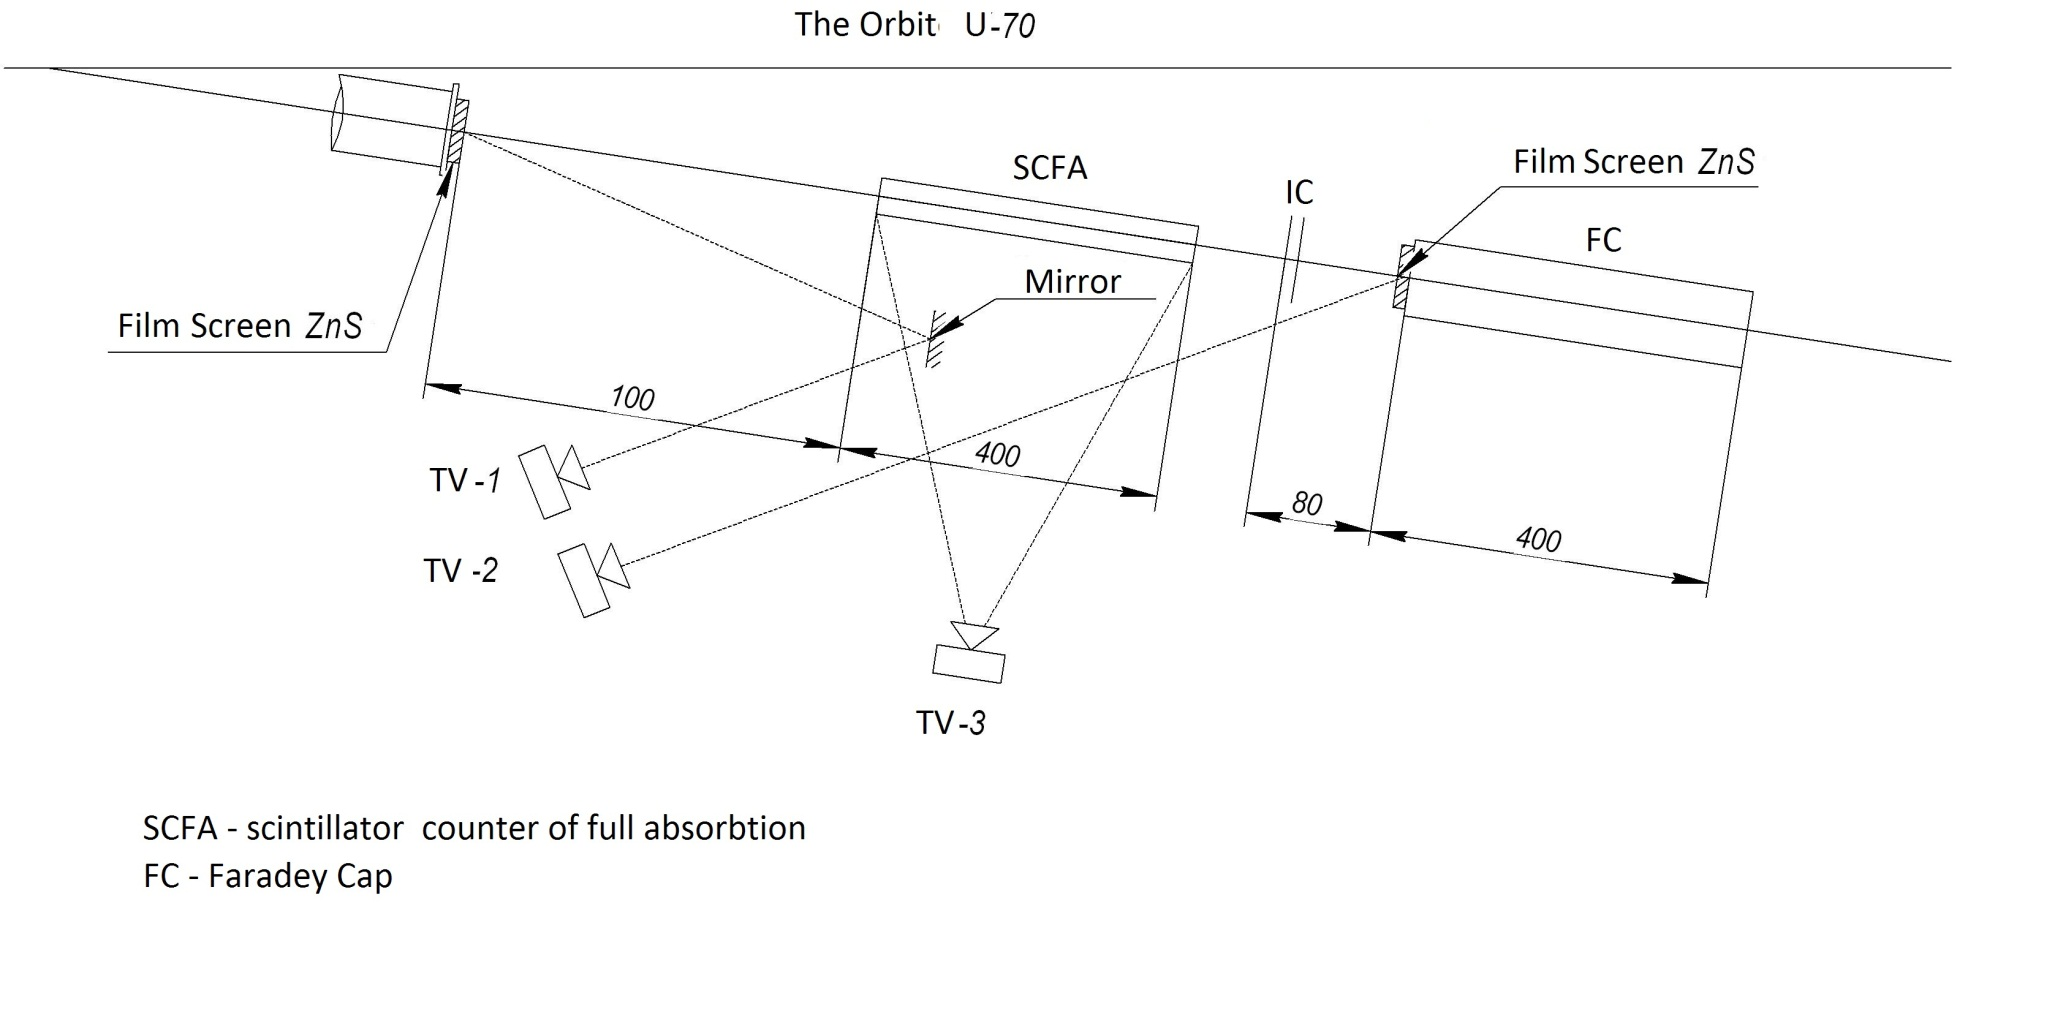 The Orbit U-70
SCFA
IC
Film Screen ZnS
FC
Mirror
Film Screen ZnS
100
400
TV -1
80
400
TV -2
TV -3
SCFA - scintillator counter of full absorbtion
FC - Faradey Cap